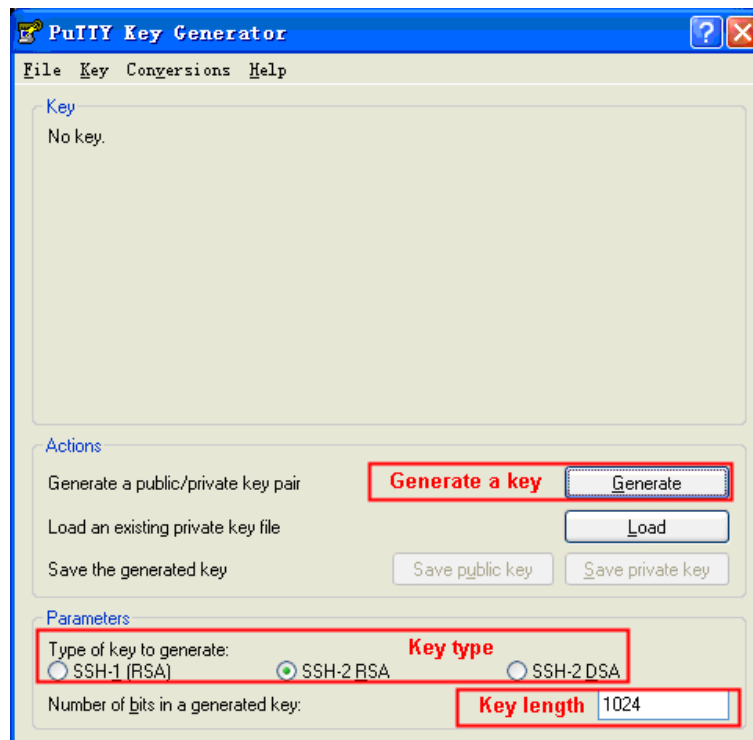 PuTTY Key Generator
File Key Conversions Help
Key
No key.
Actions
Generate a public/private key pair Generate a key Generate
Load an existing private key file Load
Save the generated key Save public key Save private key
Parameters
Type of key to generate: Key type
SSH-1 (RSA) SSH-2 RSA SSH-2 DSA
Number of bits in a generated key: Key length 1024